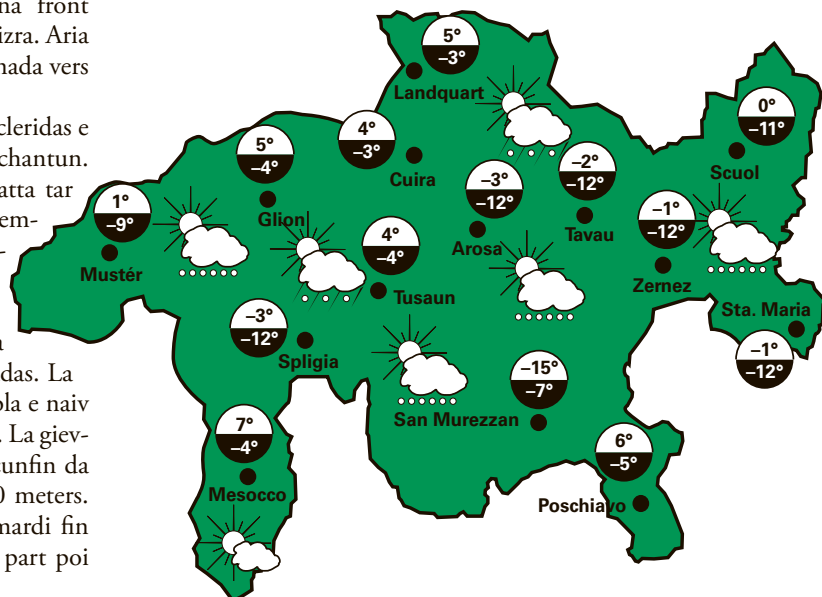 na front
izra. Aria
nada vers
cleridas e
chantun.
atta tar
em-
-
a
das. La
ola e naiv
. La giev-
cunfin da
0 meters.
mardi fin
part poi
5°
–3°
Landquart
4°
–3°
Cuira
5°
–4°
Glion
1°
–9°
Mustér
–3°
–12°
Arosa
–2°
–12°
Tavau
0°
–11°
Scuol
–1°
–12°
Zernez
4°
–4°
Tusaun
–3°
–12°
Spligia
Sta. Maria
–1°
–12°
–15°
–7°
San Murezzan
7°
–4°
Mesocco
6°
–5°
Poschiavo